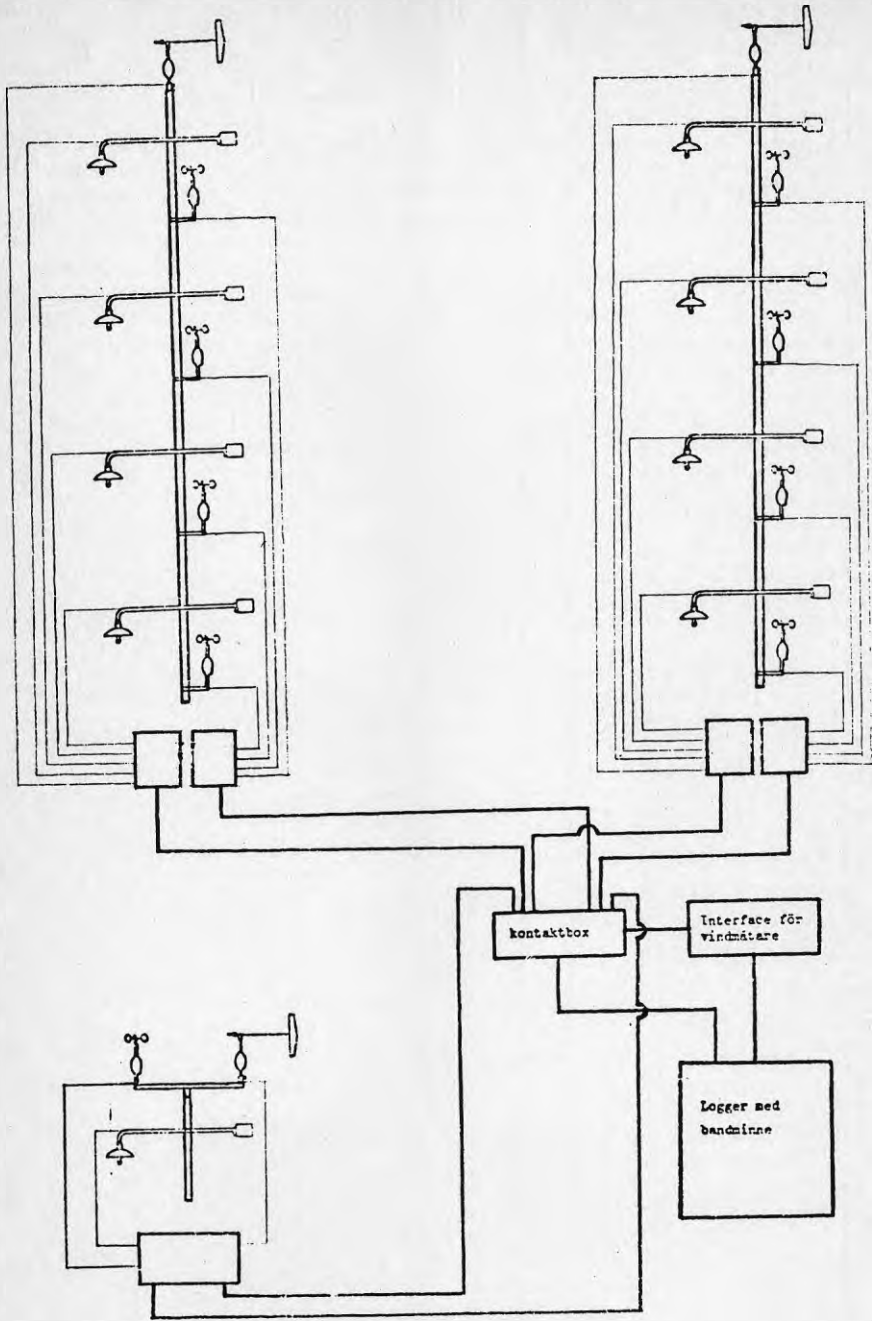 kontaktbox
Interface för
vindmätare
Logger med
bandminne